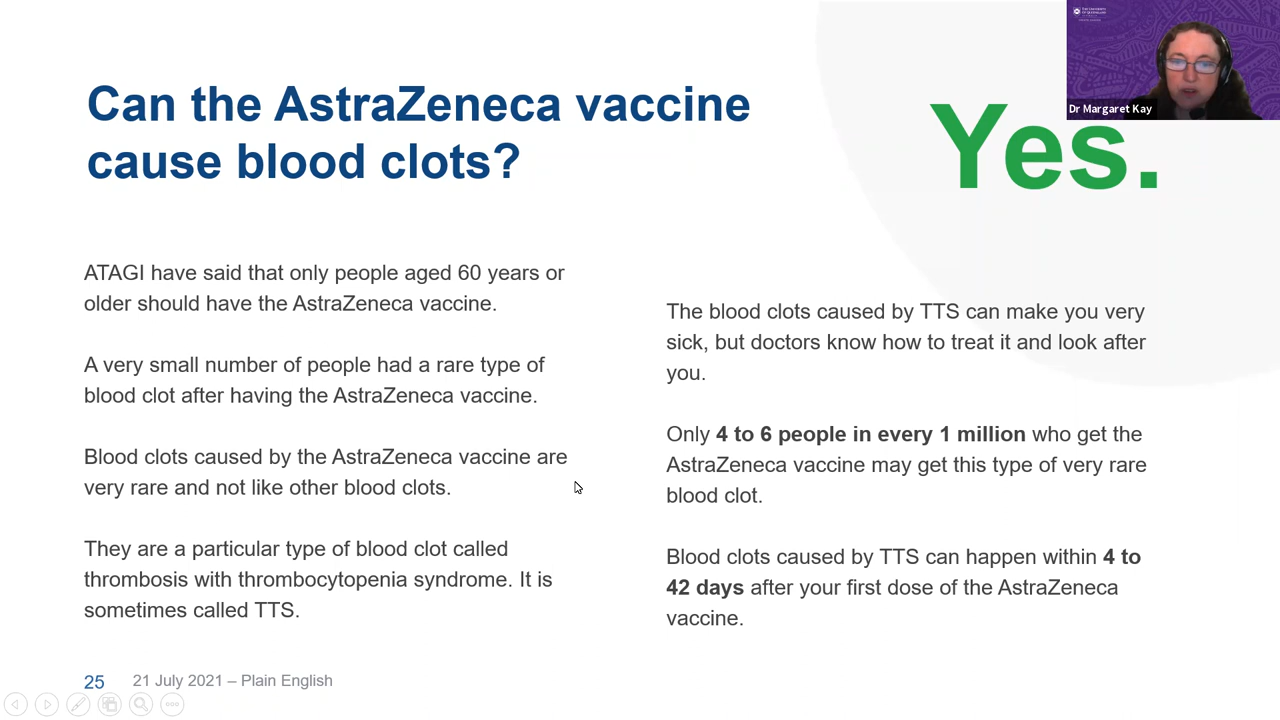 THE UNIVERSITY
OF QUEENSLAND
Dr Margaret Kay
Can the AstraZeneca vaccine
cause blood clots?
Yes.
ATAGI have said that only people aged 60 years or
older should have the AstraZeneca vaccine.
A very small number of people had a rare type of
blood clot after having the AstraZeneca vaccine.
Blood clots caused by the AstraZeneca vaccine are
very rare and not like other blood clots.
They are a particular type of blood clot called
thrombosis with thrombocytopenia syndrome. It is
sometimes called TTS.
The blood clots caused by TTS can make you very
sick, but doctors know how to treat it and look after
you.
Only 4 to 6 people in every 1 million who get the
AstraZeneca vaccine may get this type of very rare
blood clot.
Blood clots caused by TTS can happen within 4 to
42 days after your first dose of the AstraZeneca
vaccine.
25
21 July 2021 – Plain English